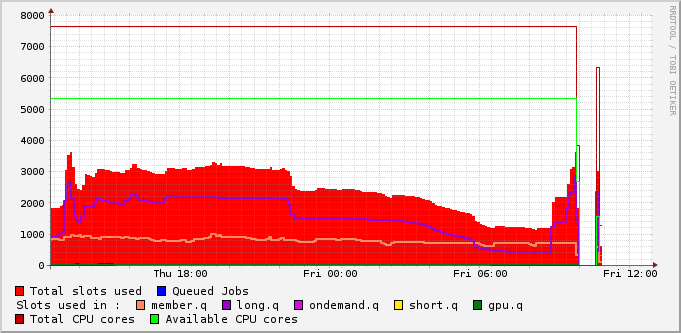 8000
7000
6000
5000
4000
3000
2000
1000
0
Thu 18:00 Fri 00:00 Fri 06:00 Fri 12:00
RRDTOOL / TOBI OETIKER
Total slots used Queued Jobs
Slots used in : member.q long.q ondemand.q short.q gpu.q
Total CPU cores Available CPU cores